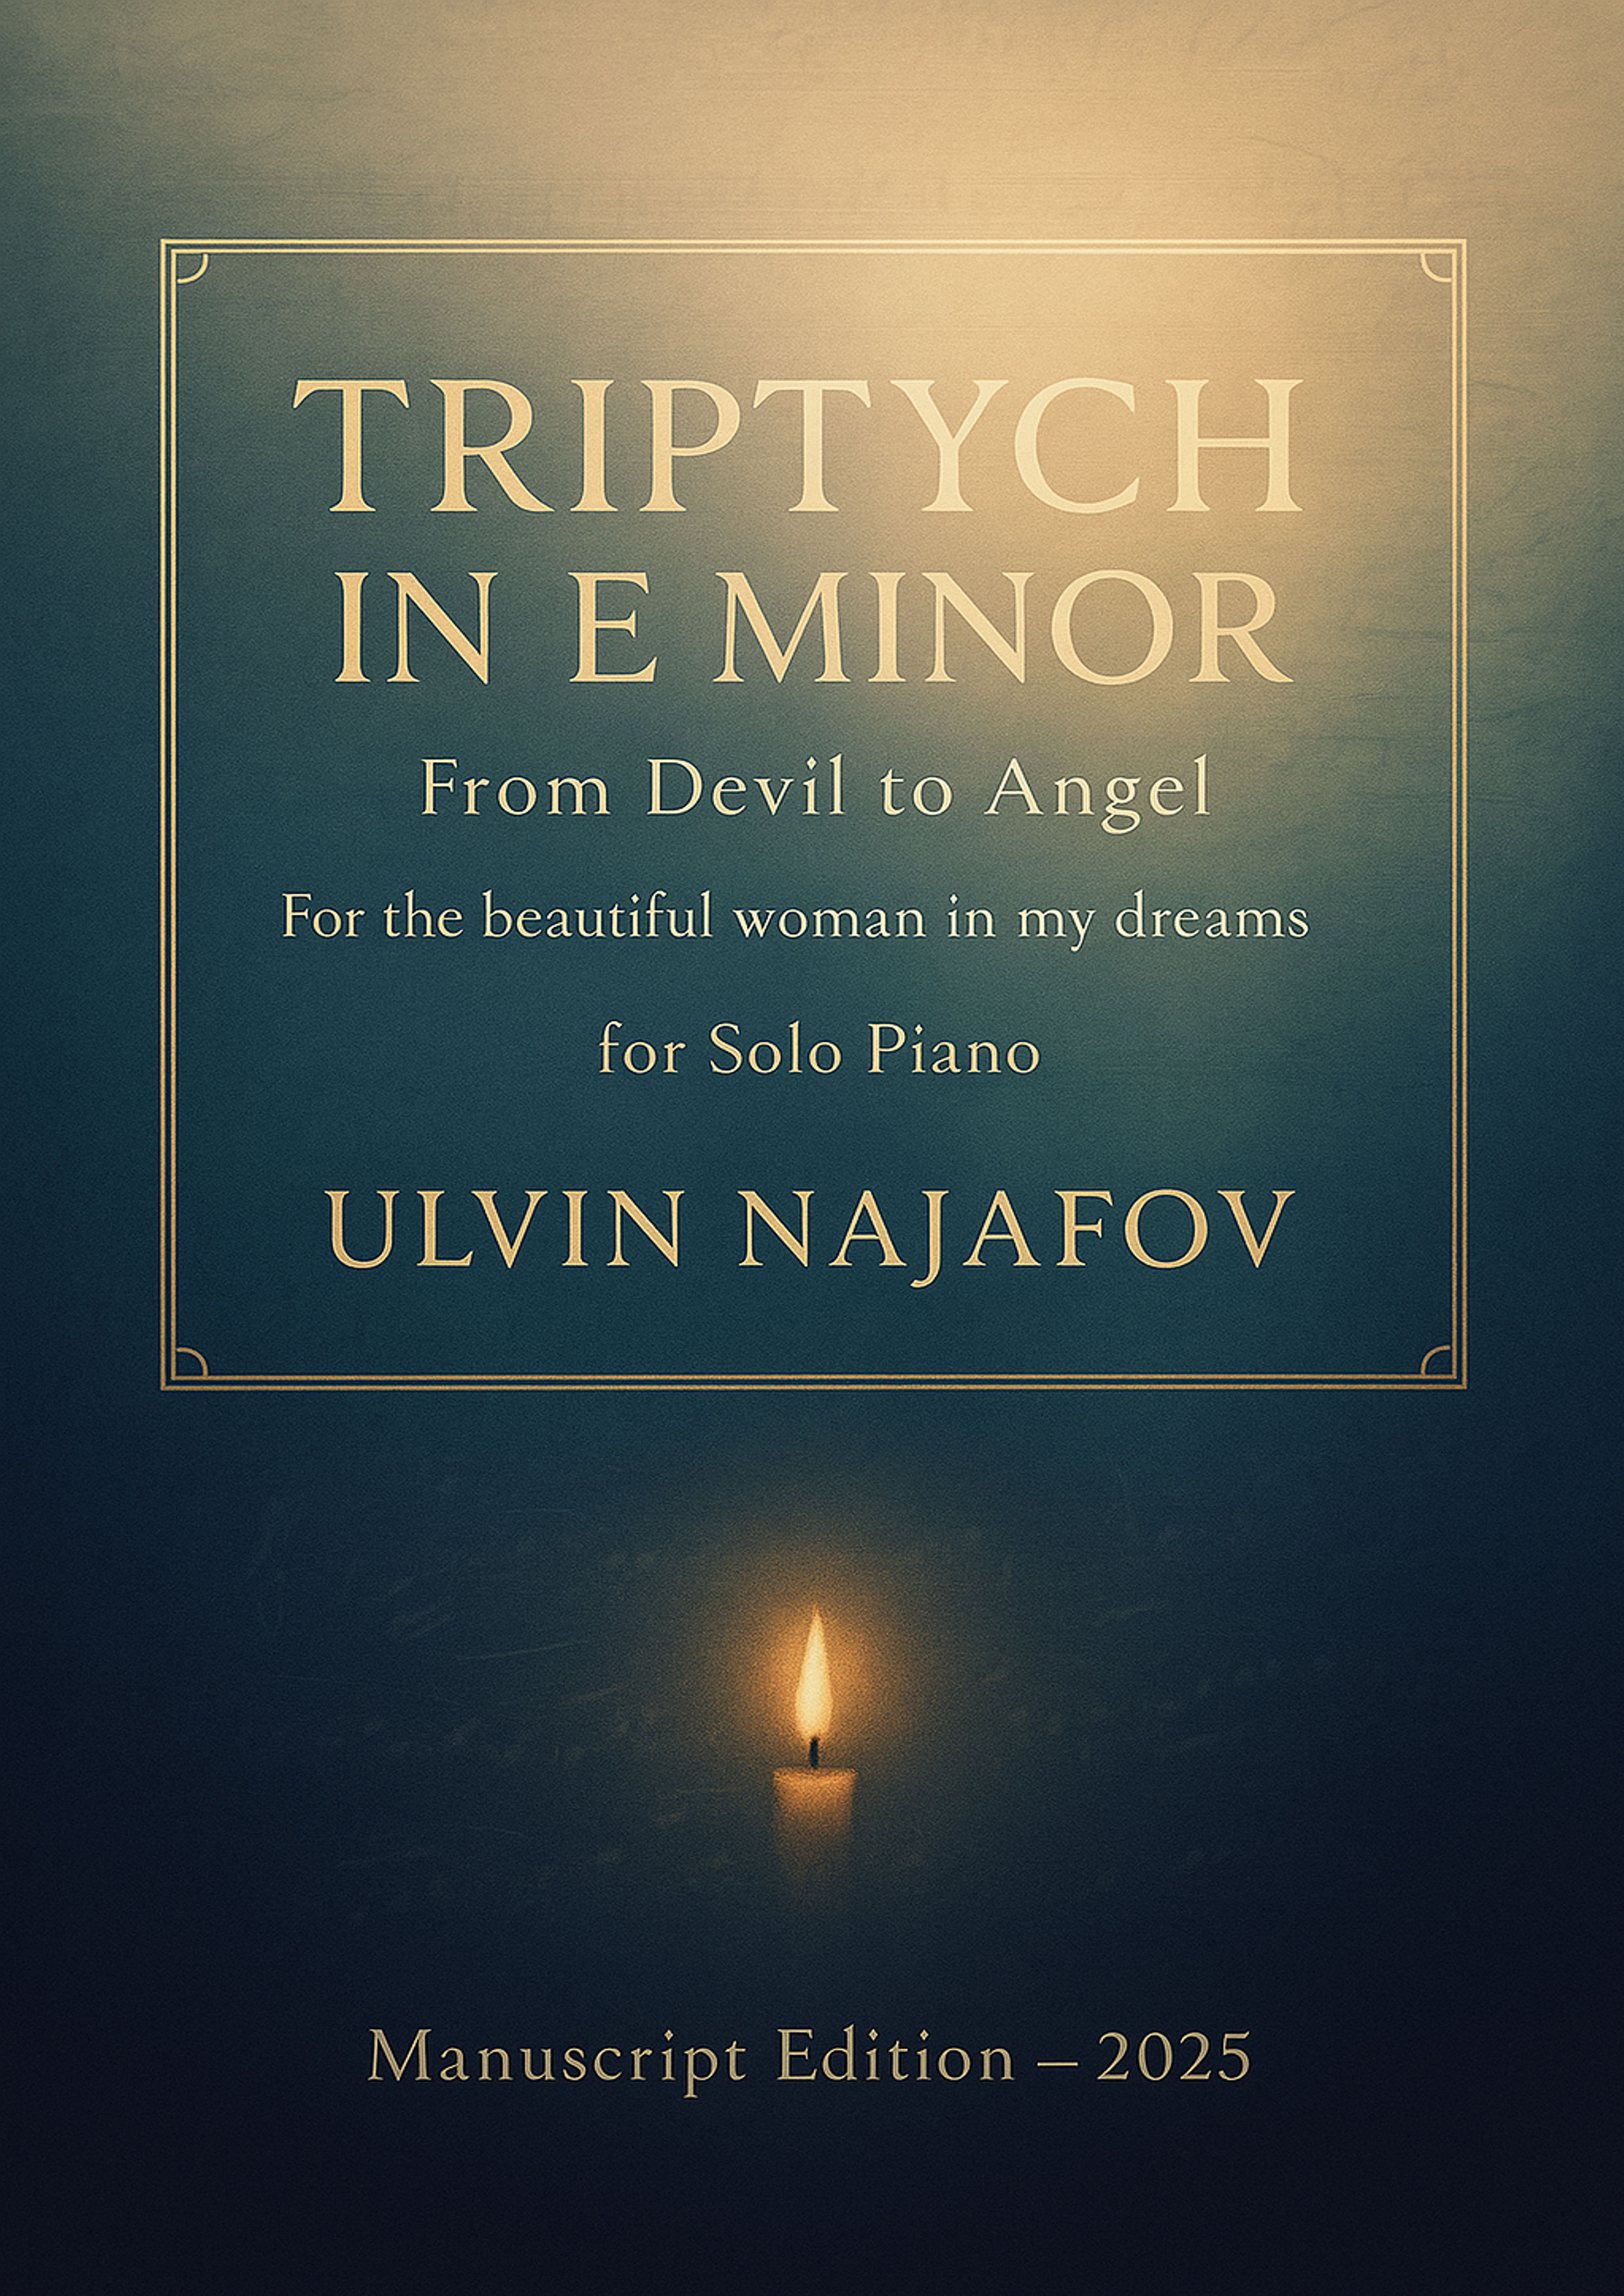 TRIPTYCH
IN E MINOR
From Devil to Angel
For the beautiful woman in my dreams
for Solo Piano
ULVIN NAJAFOV
Manuscript Edition – 2025